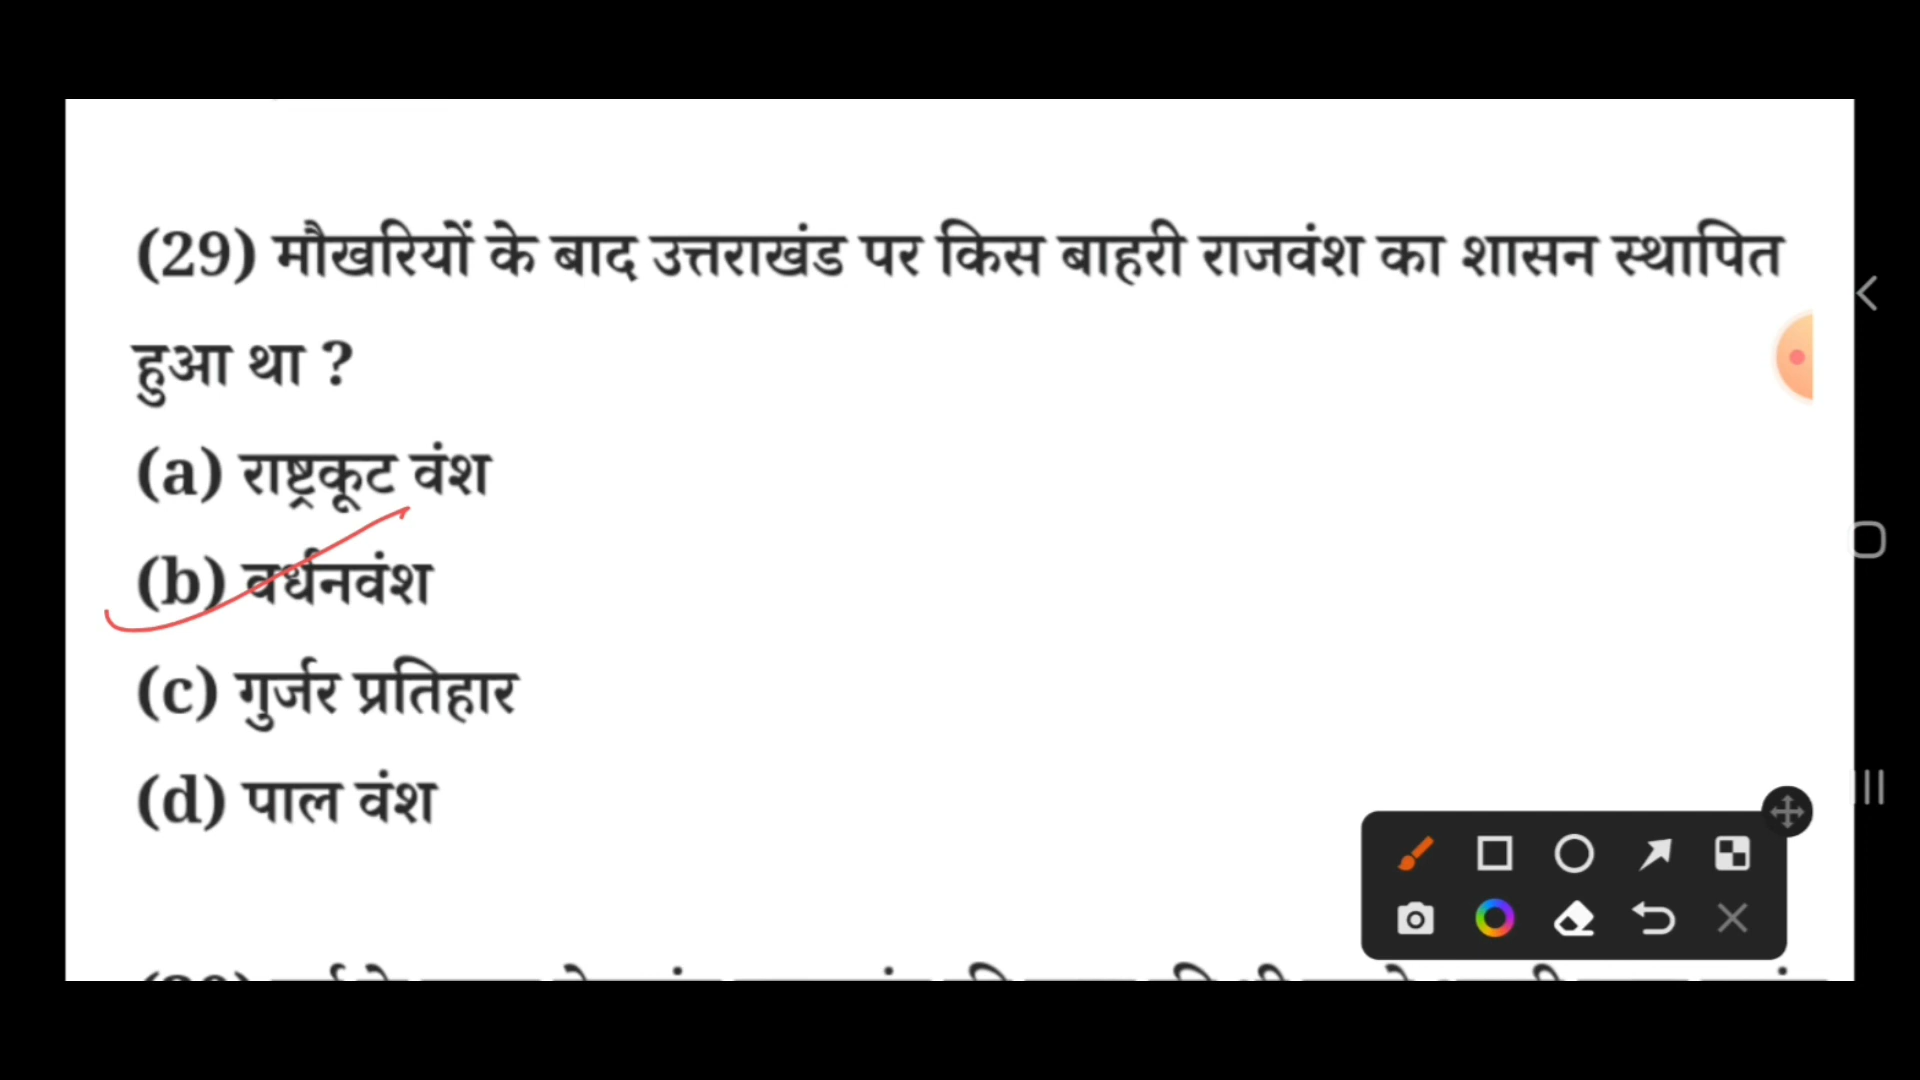 (29) मौखरियों के बाद उत्तराखंड पर किस बाहरी राजवंश का शासन स्थापित
हुआ था ?
(a) राष्ट्रकूट वंश
(b) वर्धनवंश
(c) गुर्जर प्रतिहार
(d) पाल वंश